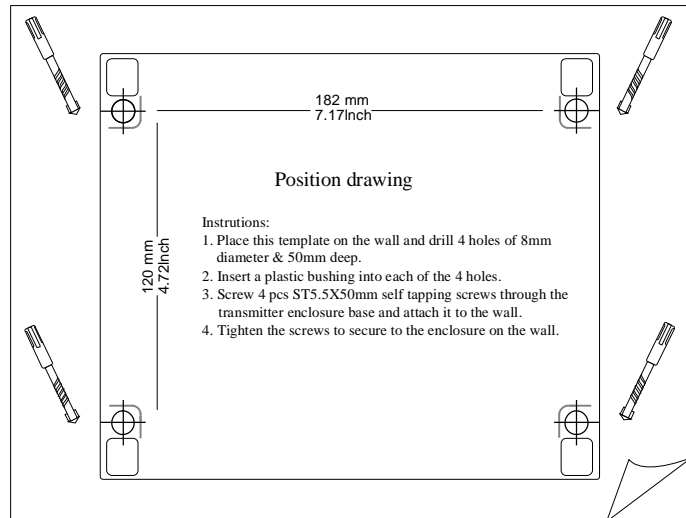 182 mm
7.17Inch
Position drawing
120 mm
4.72Inch
Instrutions:
1. Place this template on the wall and drill 4 holes of 8mm
diameter & 50mm deep.
2. Insert a plastic bushing into each of the 4 holes.
3. Screw 4 pcs ST5.5X50mm self tapping screws through the
transmitter enclosure base and attach it to the wall.
4. Tighten the screws to secure to the enclosure on the wall.